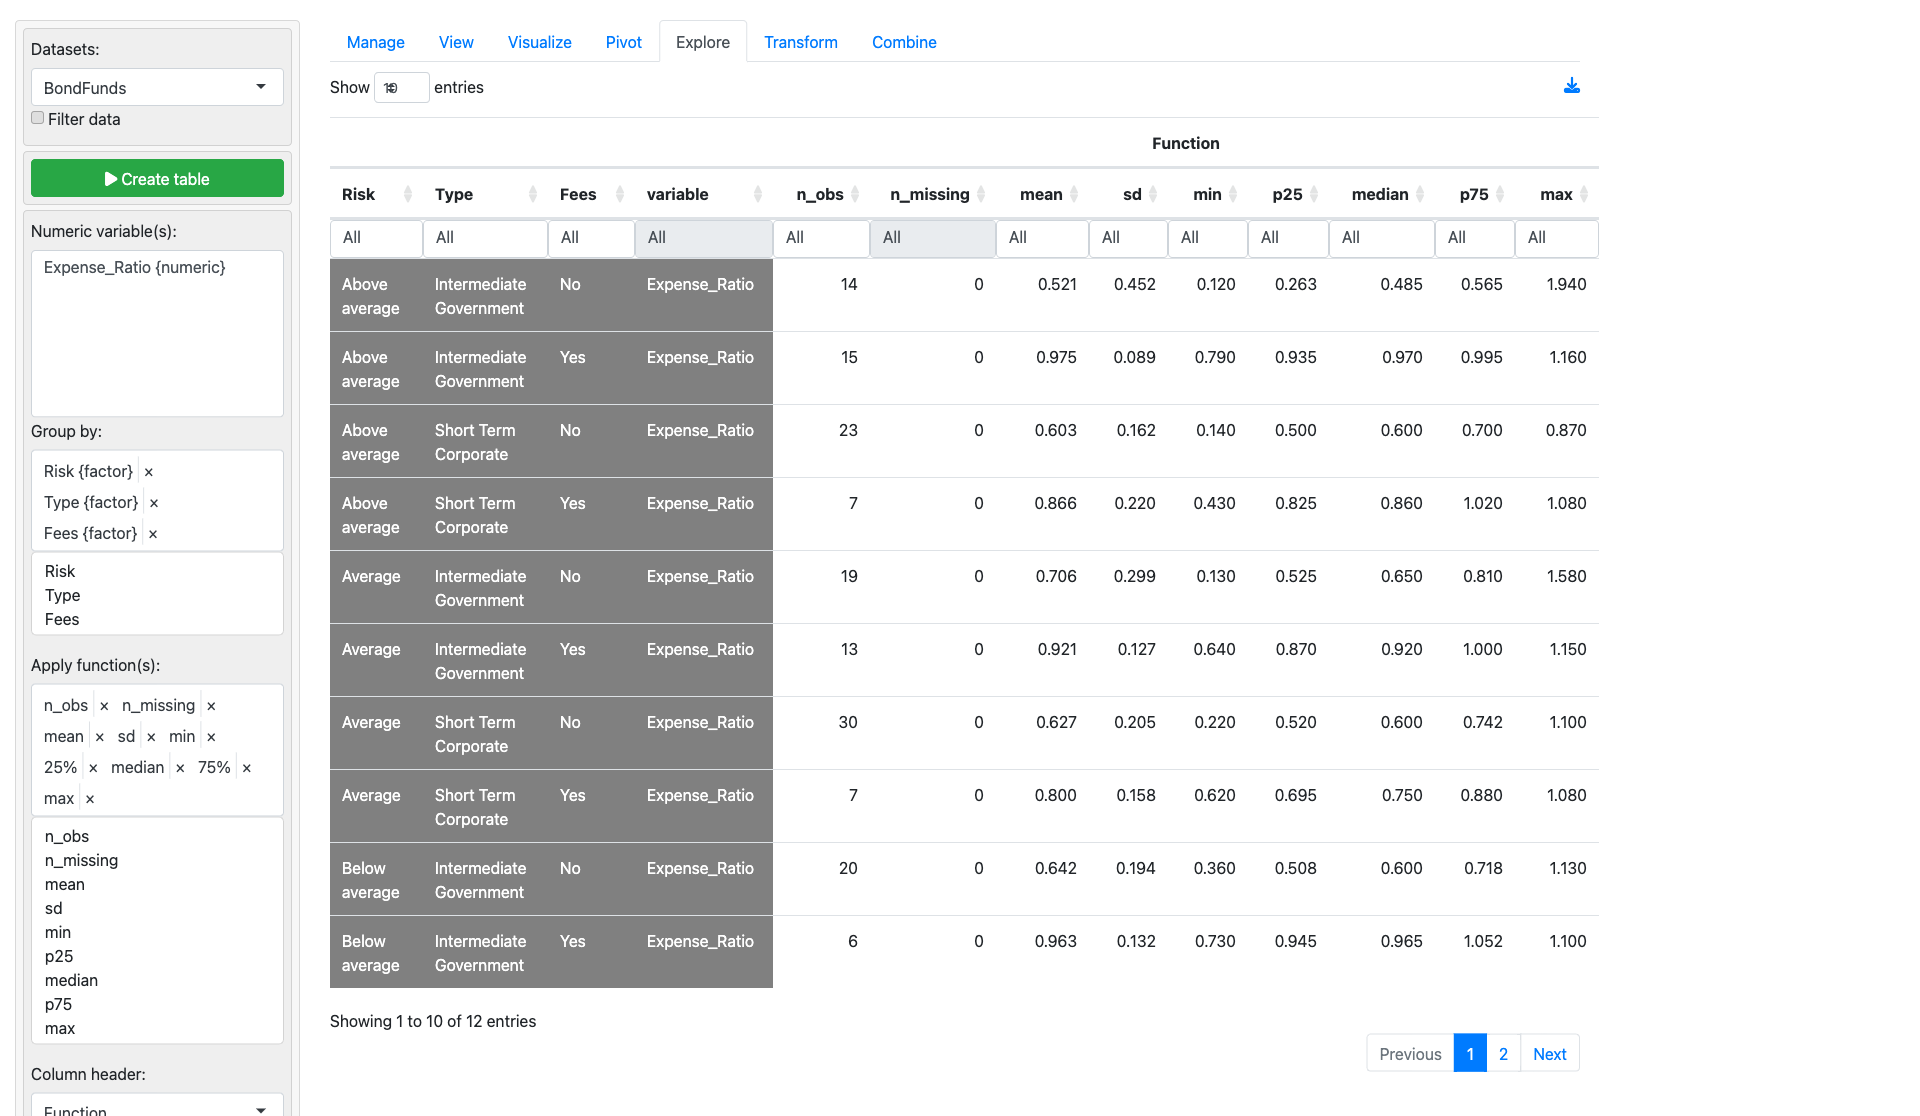 Datasets:
BondFunds
Filter data
Create table
Numeric variable(s):
Expense_Ratio {numeric}
Group by:
Risk {factor} ×
Type {factor} ×
Fees {factor} ×
Risk
Type
Fees
Apply function(s):
n_obs × n_missing ×
mean × sd × min ×
25% × median × 75% ×
max ×
n_obs
n_missing
mean
sd
min
p25
median
p75
max
Column header:
Function
Manage View Visualize Pivot Explore Transform Combine
Show 10 entries
Function
Risk Type Fees variable n_obs n_missing mean sd min p25 median p75 max
All All All All All All All All All All All All All
Above Intermediate No Expense_Ratio 14 0 0.521 0.452 0.120 0.263 0.485 0.565 1.940
average Government
Above Intermediate Yes Expense_Ratio 15 0 0.975 0.089 0.790 0.935 0.970 0.995 1.160
average Government
Above Short Term No Expense_Ratio 23 0 0.603 0.162 0.140 0.500 0.600 0.700 0.870
average Corporate
Above Short Term Yes Expense_Ratio 7 0 0.866 0.220 0.430 0.825 0.860 1.020 1.080
average Corporate
Average Intermediate No Expense_Ratio 19 0 0.706 0.299 0.130 0.525 0.650 0.810 1.580
Government
Average Intermediate Yes Expense_Ratio 13 0 0.921 0.127 0.640 0.870 0.920 1.000 1.150
Government
Average Short Term No Expense_Ratio 30 0 0.627 0.205 0.220 0.520 0.600 0.742 1.100
Corporate
Average Short Term Yes Expense_Ratio 7 0 0.800 0.158 0.620 0.695 0.750 0.880 1.080
Corporate
Below Intermediate No Expense_Ratio 20 0 0.642 0.194 0.360 0.508 0.600 0.718 1.130
average Government
Below Intermediate Yes Expense_Ratio 6 0 0.963 0.132 0.730 0.945 0.965 1.052 1.100
average Government
Showing 1 to 10 of 12 entries
Previous 1 2 Next